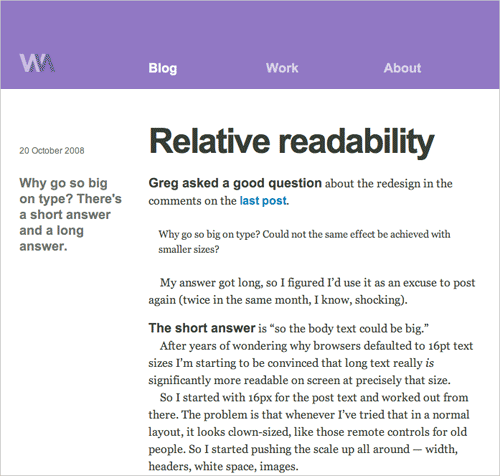 WA
Blog
Work
About
20 October 2008
Why go so big
on type? There's
a short answer
and a long
answer.
Relative readability
Greg asked a good question about the redesign in the
comments on the last post.
Why go so big on type? Could not the same effect be achieved with
smaller sizes?
My answer got long, so I figured I’d use it as an excuse to post
again (twice in the same month, I know, shocking).
The short answer is “so the body text could be big.”
After years of wondering why browsers defaulted to 16pt text
sizes I’m starting to be convinced that long text really is
significantly more readable on screen at precisely that size.
So I started with 16px for the post text and worked out from
there. The problem is that whenever I’ve tried that in a normal
layout, it looks clown-sized, like those remote controls for old
people. So I started pushing the scale up all around — width,
headers, white space, images.